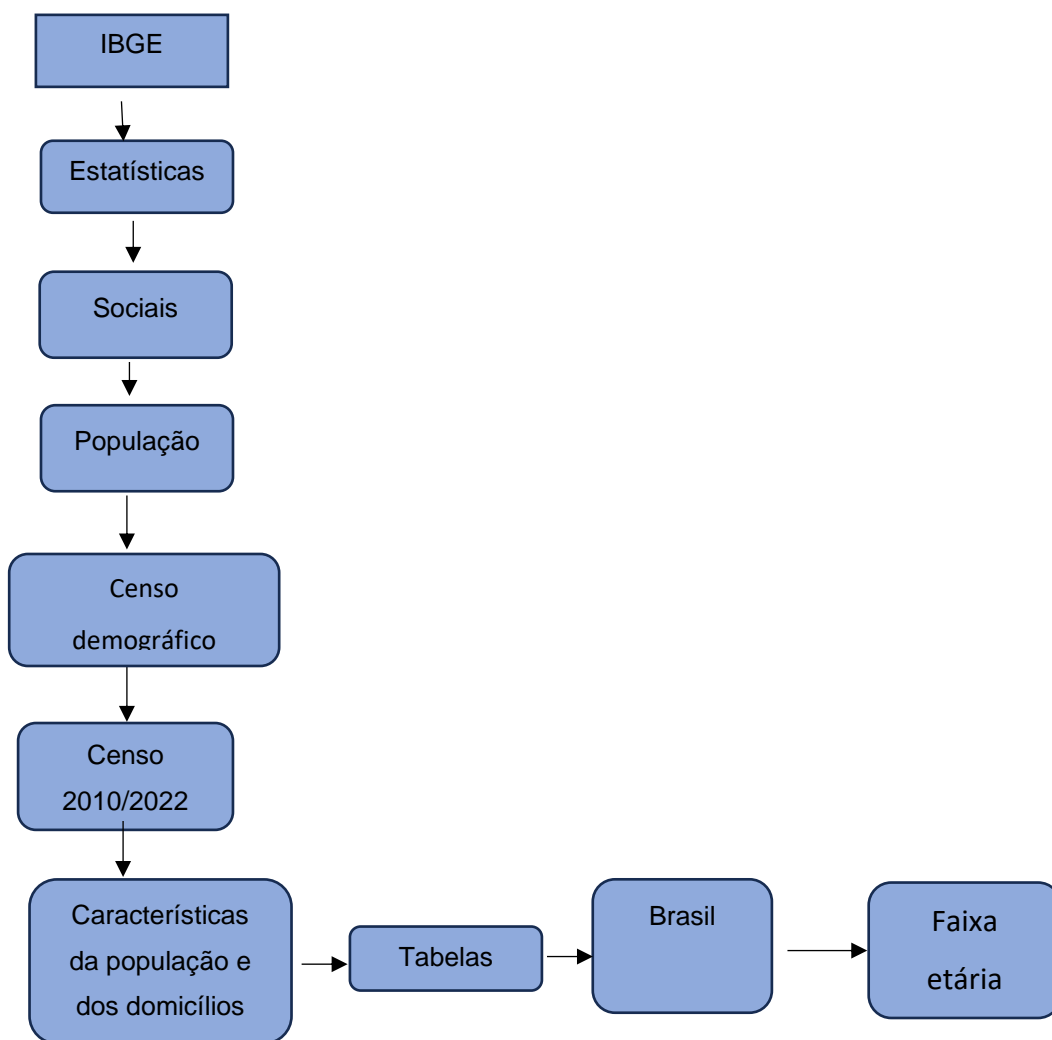 IBGE
Estatísticas
Sociais
População
Censo
demográfico
Censo
2010/2022
Características
da população e
dos domicílios
Tabelas
Brasil
Faixa
etária